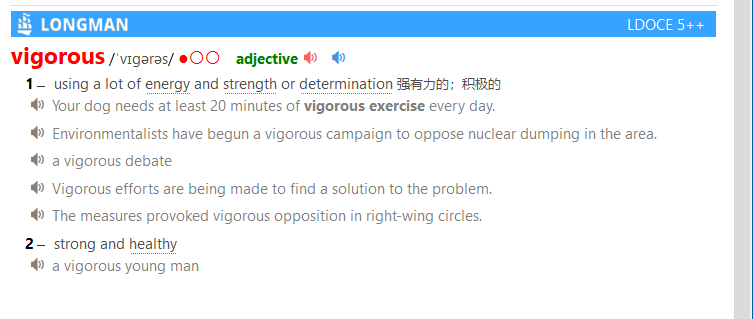 LONGMAN LDOCE 5++
vigorous /ˈvɪɡərəs/ ●○○ adjective
1 – using a lot of energy and strength or determination 强有力的；积极的
Your dog needs at least 20 minutes of vigorous exercise every day.
Environmentalists have begun a vigorous campaign to oppose nuclear dumping in the area.
a vigorous debate
Vigorous efforts are being made to find a solution to the problem.
The measures provoked vigorous opposition in right-wing circles.
2 – strong and healthy
a vigorous young man